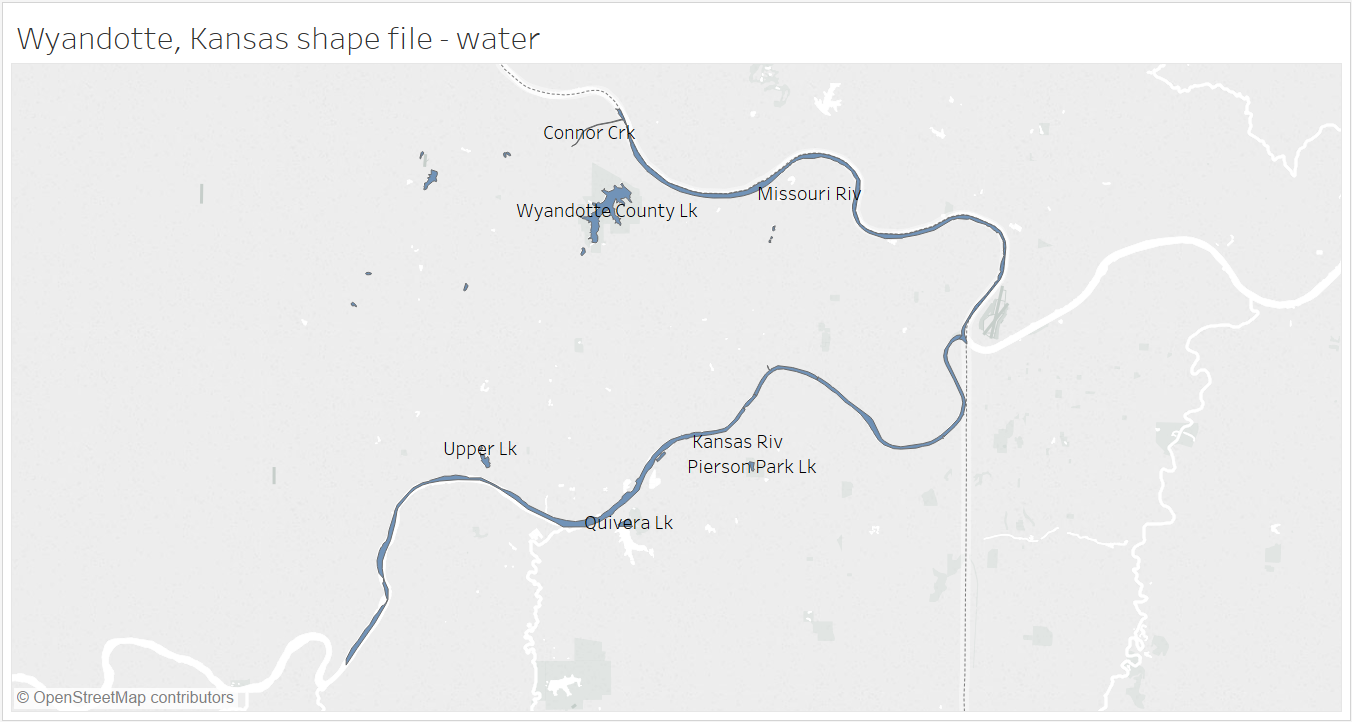 Wyandotte, Kansas shape file - water
Connor Crk
Missouri Riv
Wyandotte County Lk
Kansas Riv
Upper Lk
Pierson Park Lk
Quivera Lk
© OpenStreetMap contributors